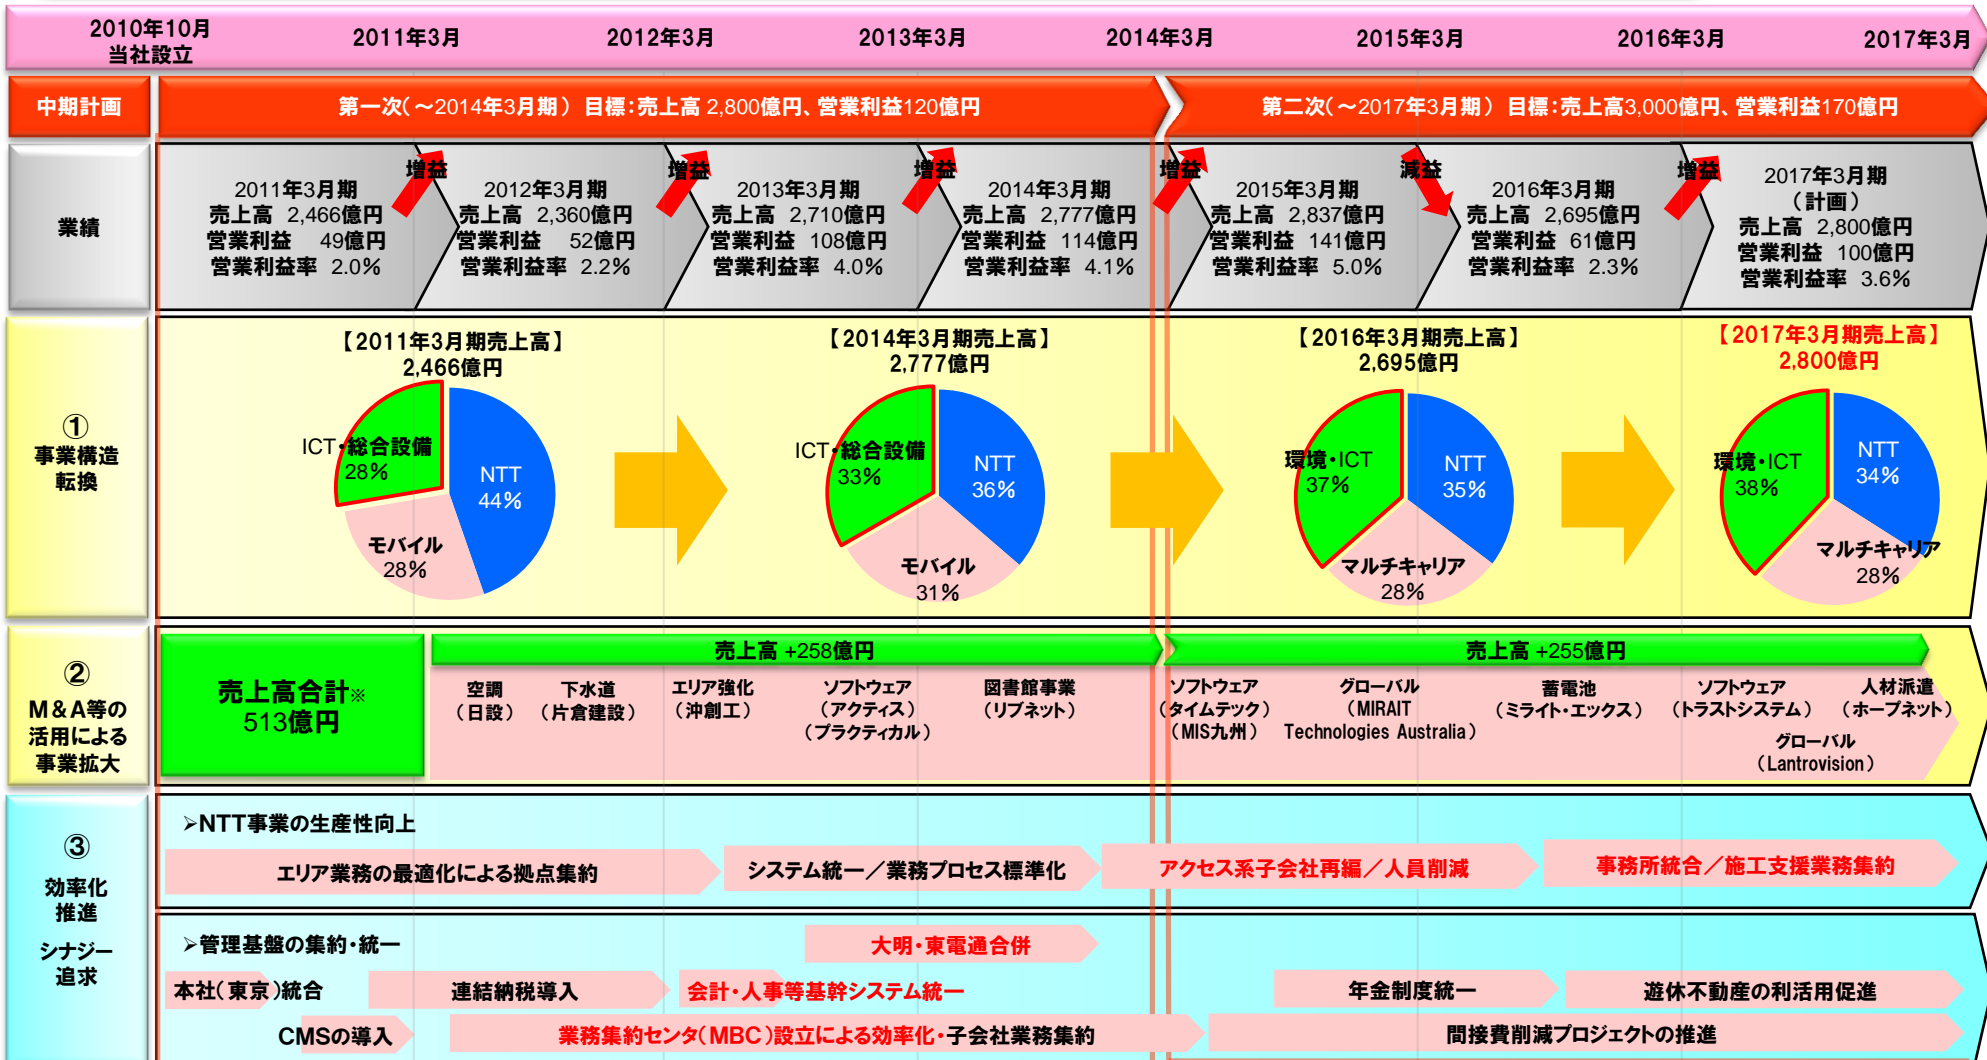 2010年10月
当社設立
2011年3月
2012年3月
2013年3月
2014年3月
2015年3月
2016年3月
2017年3月
中期計画
第一次(～2014年3月期) 目標:売上高 2,800億円、営業利益120億円
第二次(～2017年3月期) 目標:売上高3,000億円、営業利益170億円
業績
2011年3月期
売上高 2,466億円
営業利益 49億円
営業利益率 2.0%
増益
2012年3月期
売上高 2,360億円
営業利益 52億円
営業利益率 2.2%
増益
2013年3月期
売上高 2,710億円
営業利益 108億円
営業利益率 4.0%
増益
2014年3月期
売上高 2,777億円
営業利益 114億円
営業利益率 4.1%
増益
2015年3月期
売上高 2,837億円
営業利益 141億円
営業利益率 5.0%
減益
2016年3月期
売上高 2,695億円
営業利益 61億円
営業利益率 2.3%
増益
2017年3月期
(計画)
売上高 2,800億円
営業利益 100億円
営業利益率 3.6%
①
事業構造
転換
【2011年3月期売上高】
2,466億円
ICT・総合設備
28%
NTT
44%
モバイル
28%
【2014年3月期売上高】
2,777億円
ICT・総合設備
33%
NTT
36%
モバイル
31%
【2016年3月期売上高】
2,695億円
環境・ICT
37%
NTT
35%
マルチキャリア
28%
【2017年3月期売上高】
2,800億円
環境・ICT
38%
NTT
34%
マルチキャリア
28%
②
M&A等の
活用による
事業拡大
売上高合計※
513億円
売上高 +258億円
空調
(日設)
下水道
(片倉建設)
エリア強化
(沖創工)
ソフトウェア
(アクティス)
(プラクティカル)
図書館事業
(リブネット)
売上高 +255億円
ソフトウェア
(タイムテック)
(MIS九州)
グローバル
(MIRAIT
Technologies Australia)
蓄電池
(ミライト・エックス)
ソフトウェア
(トラストシステム)
人材派遣
(ホープネット)
グローバル
(Lantrovision)
③
効率化
推進
シナジー
追求
➢NTT事業の生産性向上
エリア業務の最適化による拠点集約
システム統一／業務プロセス標準化
アクセス系子会社再編／人員削減
事務所統合／施工支援業務集約
➢管理基盤の集約・統一
大明・東電通合併
本社(東京)統合
連結納税導入
会計・人事等基幹システム統一
年金制度統一
遊休不動産の利活用促進
CMSの導入
業務集約センタ(MBC)設立による効率化・子会社業務集約
間接費削減プロジェクトの推進